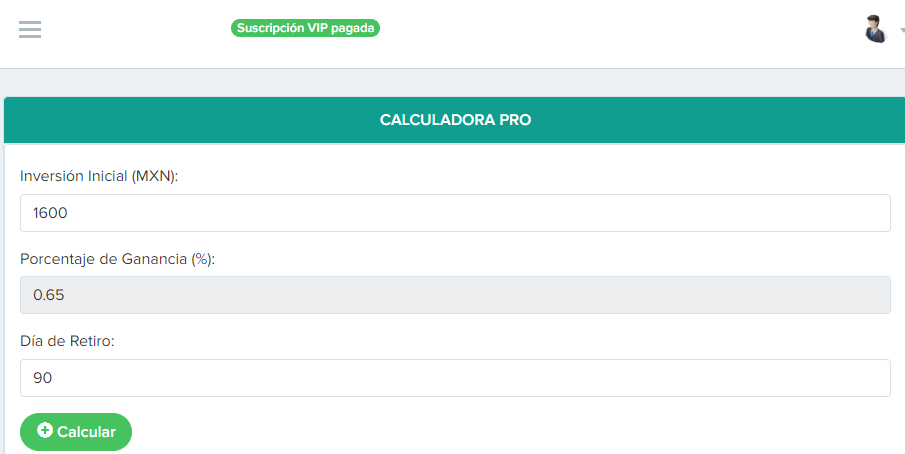 Suscripción VIP pagada
CALCULADORA PRO
Inversión Inicial (MXN):
1600
Porcentaje de Ganancia (%):
0.65
Día de Retiro:
90
Calcular